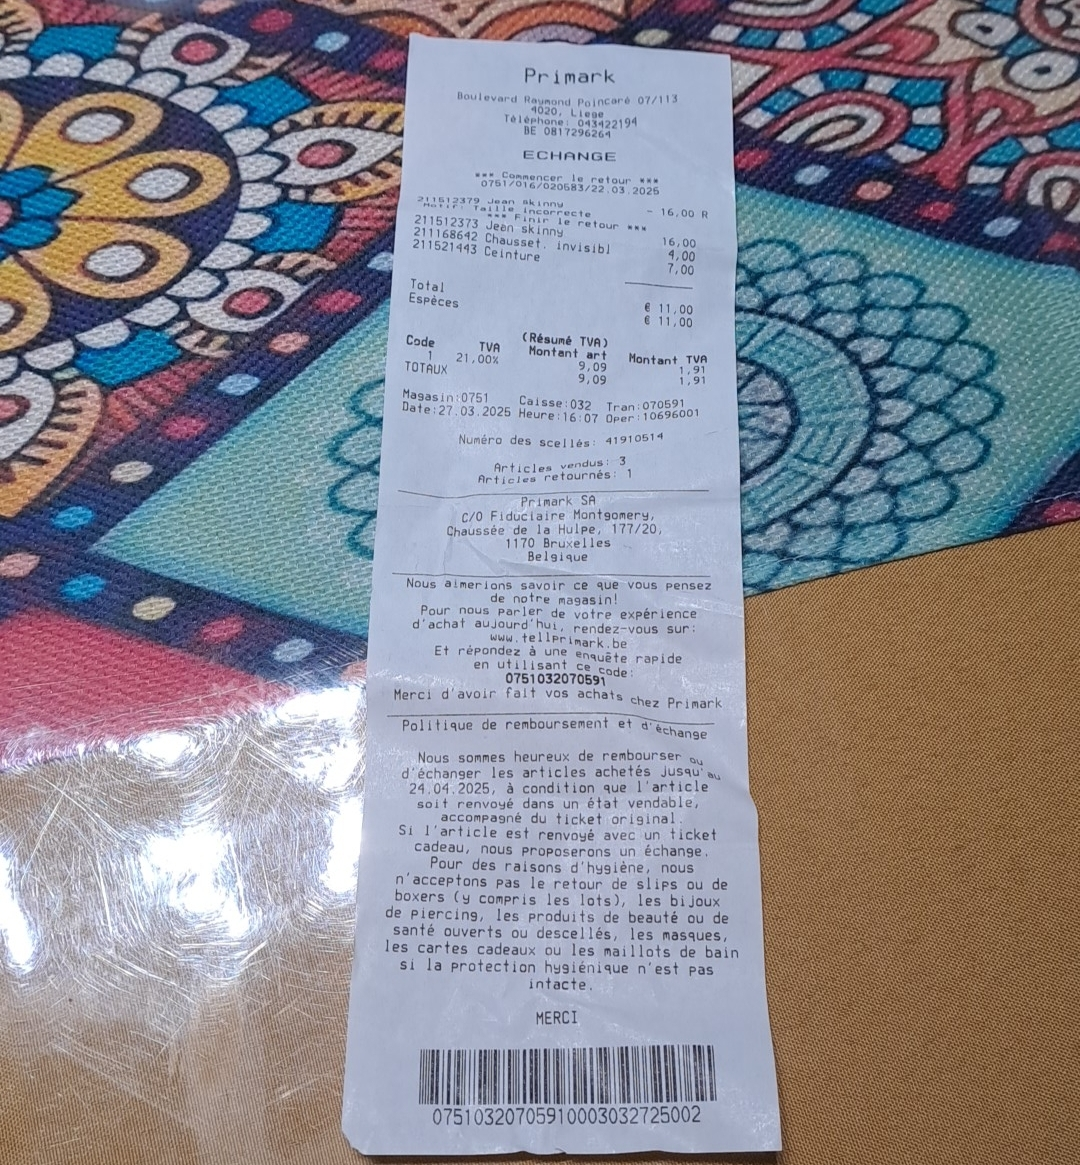 Primark
Boulevard Raymond Poincaré 07/113
4020, Liege
Téléphone: 043422194
BE 0817296264
ECHANGE
*** Commencer le retour ***
0751/016/020583/22.03.2025
211512379 Jean skinny - 16,00 R
Motif: Taille incorrecte
*** Finir le retour ***
211512373 Jean skinny 16,00
211168642 Chausset. invisibl 4,00
211521443 Ceinture 7,00
Total € 11,00
Espèces € 11,00
(Résumé TVA)
Code TVA Montant art Montant TVA
1 21,00% 9,09 1,91
TOTAUX 9,09 1,91
Magasin:0751 Caisse:032 Tran:070591
Date:27.03.2025 Heure:16:07 Oper:10696001
Numéro des scellés: 41910514
Articles vendus: 3
Articles retournés: 1
Primark SA
C/O Fiduciaire Montgomery,
Chaussée de la Hulpe, 177/20,
1170 Bruxelles
Belgique
Nous aimerions savoir ce que vous pensez
de notre magasin!
Pour nous parler de votre expérience
d'achat aujourd'hui, rendez-vous sur:
www.tellprimark.be
Et répondez à une enquête rapide
en utilisant ce code:
0751032070591
Merci d'avoir fait vos achats chez Primark
Politique de remboursement et d'échange
Nous sommes heureux de rembourser ou
d'échanger les articles achetés jusqu'au
24.04.2025, à condition que l'article
soit renvoyé dans un état vendable,
accompagné du ticket original.
Si l'article est renvoyé avec un ticket
cadeau, nous proposerons un échange.
Pour des raisons d'hygiène, nous
n'acceptons pas le retour de slips ou de
boxers (y compris les lots), les bijoux
de piercing, les produits de beauté ou de
santé ouverts ou descellés, les masques,
les cartes cadeaux ou les maillots de bain
si la protection hygiénique n'est pas
intacte.
MERCI
07510320705910003032725002